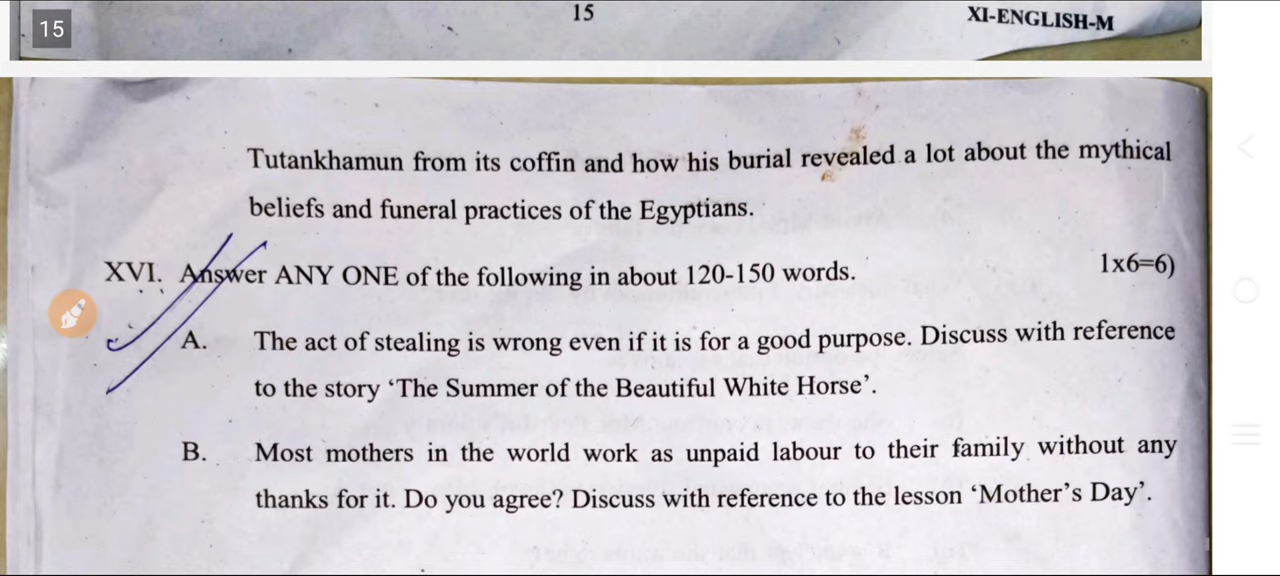 15
15
XI-ENGLISH-M
Tutankhamun from its coffin and how his burial revealed a lot about the mythical
beliefs and funeral practices of the Egyptians.
XVI. Answer ANY ONE of the following in about 120-150 words. 1x6=6)
A. The act of stealing is wrong even if it is for a good purpose. Discuss with reference
to the story ‘The Summer of the Beautiful White Horse’.
B. Most mothers in the world work as unpaid labour to their family without any
thanks for it. Do you agree? Discuss with reference to the lesson ‘Mother’s Day’.